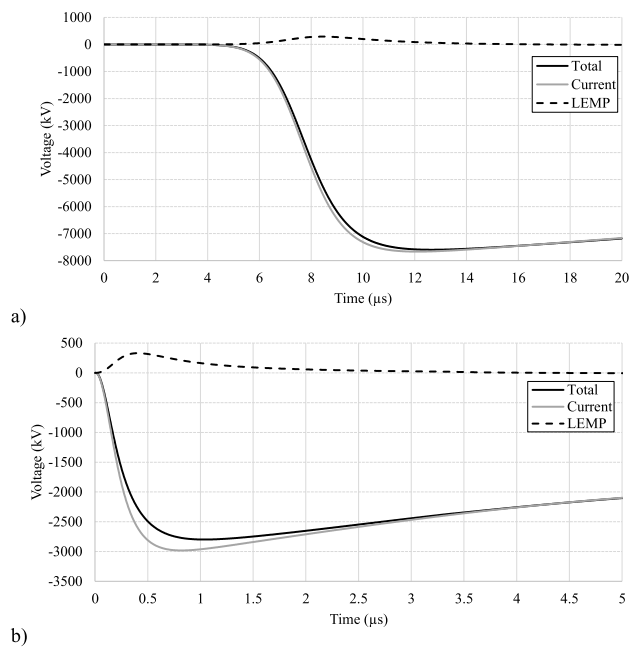 1000
0
-1000
-2000
-3000
-4000
-5000
-6000
-7000
-8000
Voltage (kV)
Total
Current
LEMP
0 2 4 6 8 10 12 14 16 18 20
Time (µs)
a)
500
0
-500
-1000
-1500
-2000
-2500
-3000
-3500
Voltage (kV)
Total
Current
LEMP
0 0.5 1 1.5 2 2.5 3 3.5 4 4.5 5
Time (µs)
b)